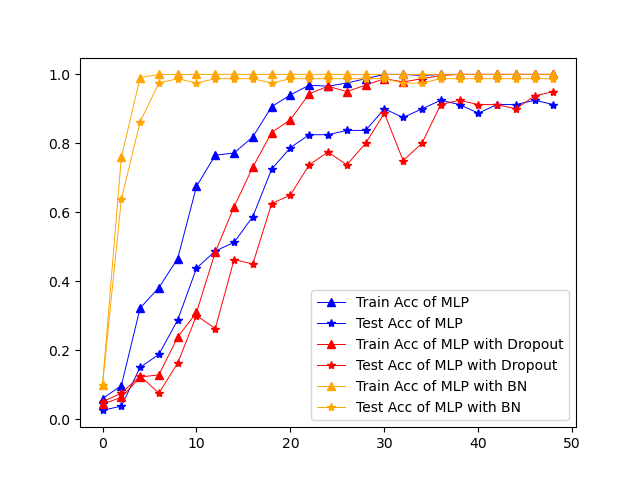 1.0
0.8
0.6
0.4
0.2
0.0
0 10 20 30 40 50
Train Acc of MLP
Test Acc of MLP
Train Acc of MLP with Dropout
Test Acc of MLP with Dropout
Train Acc of MLP with BN
Test Acc of MLP with BN